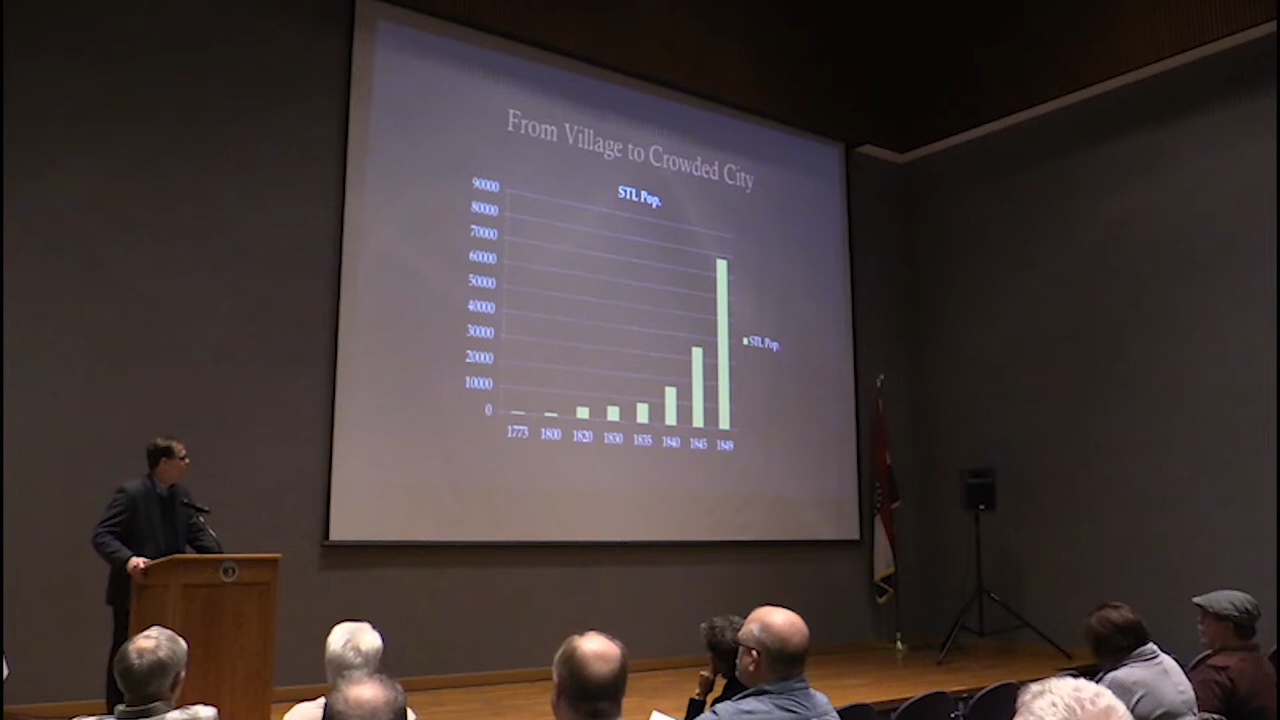 From Village to Crowded City
STL Pop.
90000
80000
70000
60000
50000
40000
30000
20000
10000
0
1773 1800 1820 1830 1835 1840 1845 1849
STL Pop.